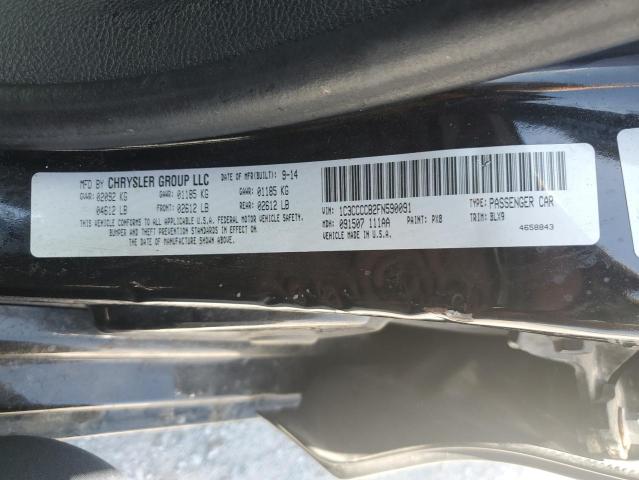 MFD BY CHRYSLER GROUP LLC DATE OF MFR(BUILT): 9-14
GVWR: 02092 KG GAWR: 01185 KG GAWR: 01185 KG
04612 LB FRONT: 02612 LB REAR: 02612 LB
THIS VEHICLE CONFORMS TO ALL APPLICABLE U.S.A. FEDERAL MOTOR VEHICLE SAFETY,
BUMPER AND THEFT PREVENTION STANDARDS IN EFFECT ON
THE DATE OF MANUFACTURE SHOWN ABOVE.
VIN: 1C3CCCCB2FN590091 TYPE: PASSENGER CAR
MDH: 091507 111AA PAINT: PX8 TRIM: BLX9
VEHICLE MADE IN U.S.A. 4658843